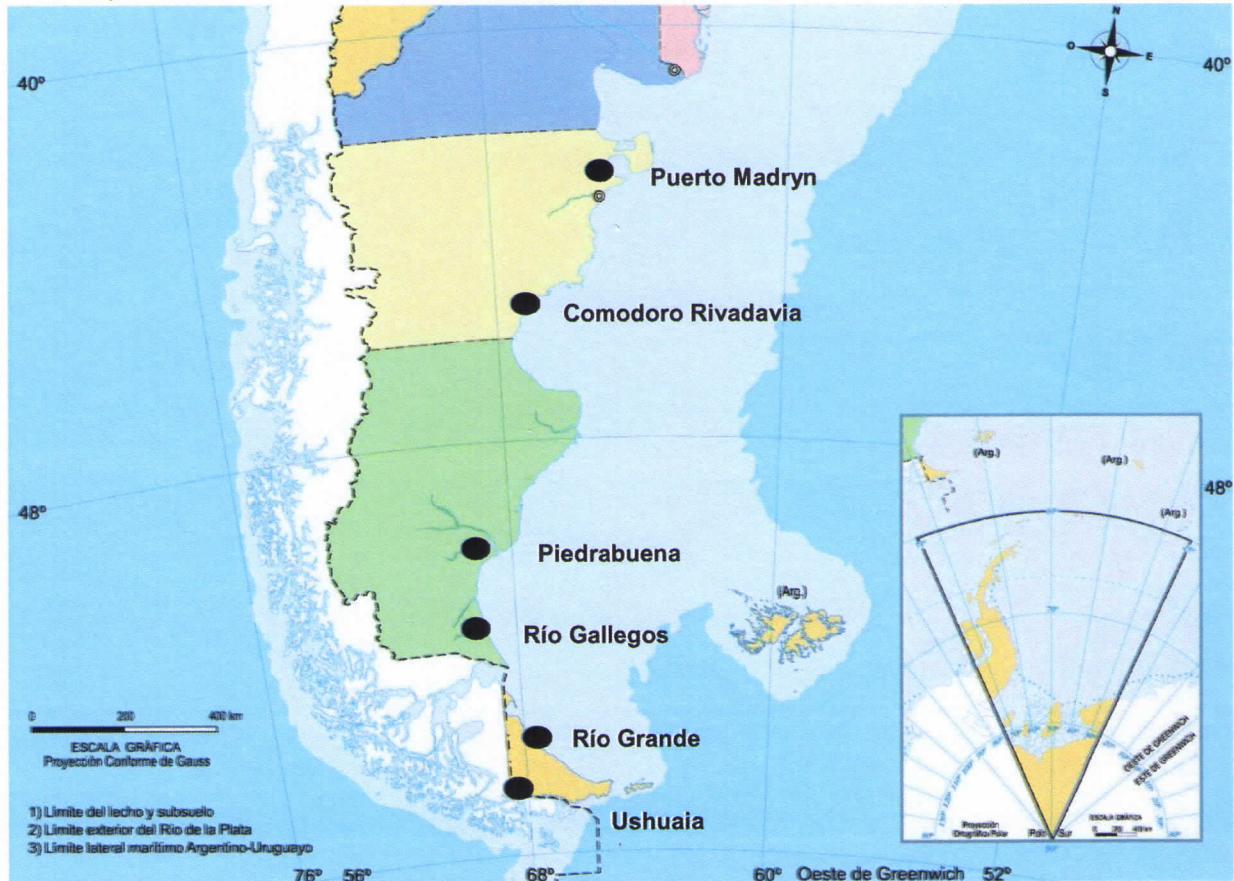 N
O
E
S
40º
40º
Puerto Madryn
Comodoro Rivadavia
48º
48º
Piedrabuena
(Arg.)
Río Gallegos
0 200 400 km
ESCALA GRÁFICA
Proyección Conforme de Gauss
Río Grande
1) Límite del lecho y subsuelo
2) Límite exterior del Río de la Plata
3) Límite lateral marítimo Argentino-Uruguayo
Ushuaia
76º 56º 68º 60º Oeste de Greenwich 52º
(Arg.)
(Arg.)
(Arg.)
OESTE DE GREENWICH
ESTE DE GREENWICH
Proyección
Polo Sur
ESCALA GRÁFICA